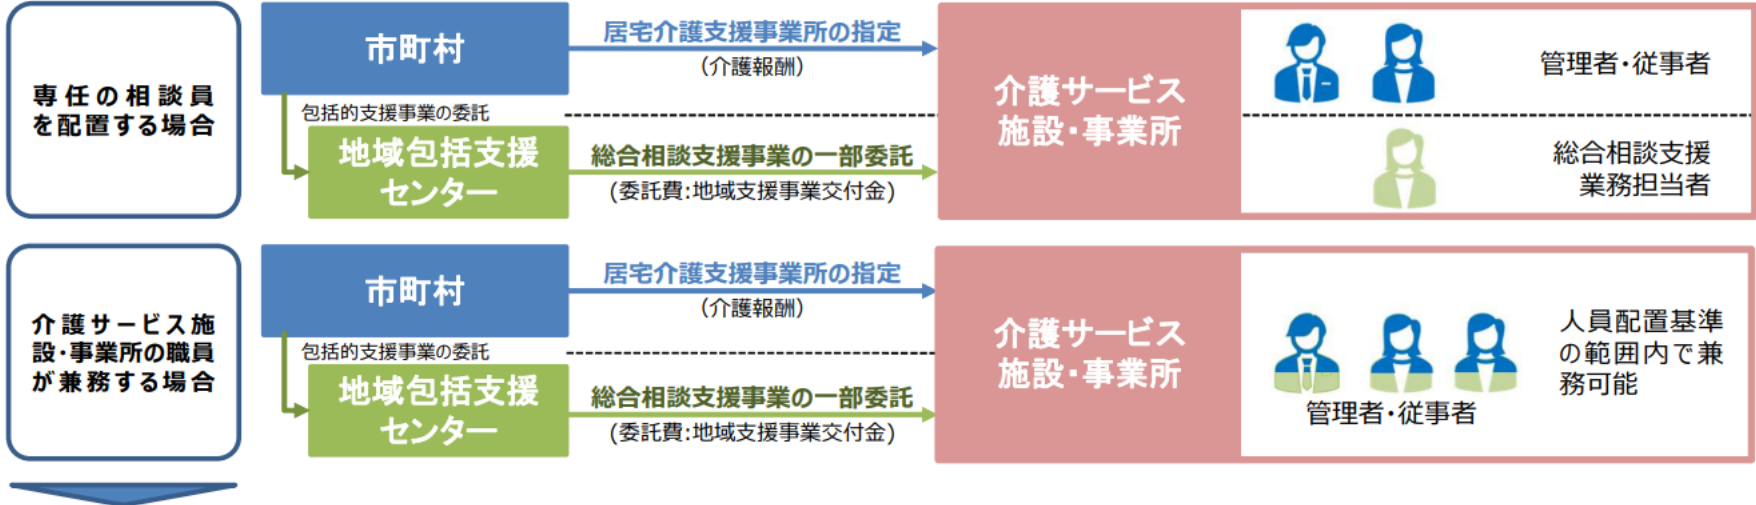 専任の相談員
を配置する場合
市町村
居宅介護支援事業所の指定
(介護報酬)
包括的支援事業の委託
地域包括支援
センター
総合相談支援事業の一部委託
(委託費:地域支援事業交付金)
介護サービス
施設・事業所
管理者・従事者
総合相談支援
業務担当者
介護サービス施
設・事業所の職員
が兼務する場合
市町村
居宅介護支援事業所の指定
(介護報酬)
包括的支援事業の委託
地域包括支援
センター
総合相談支援事業の一部委託
(委託費:地域支援事業交付金)
介護サービス
施設・事業所
管理者・従事者
人員配置基準
の範囲内で兼
務可能